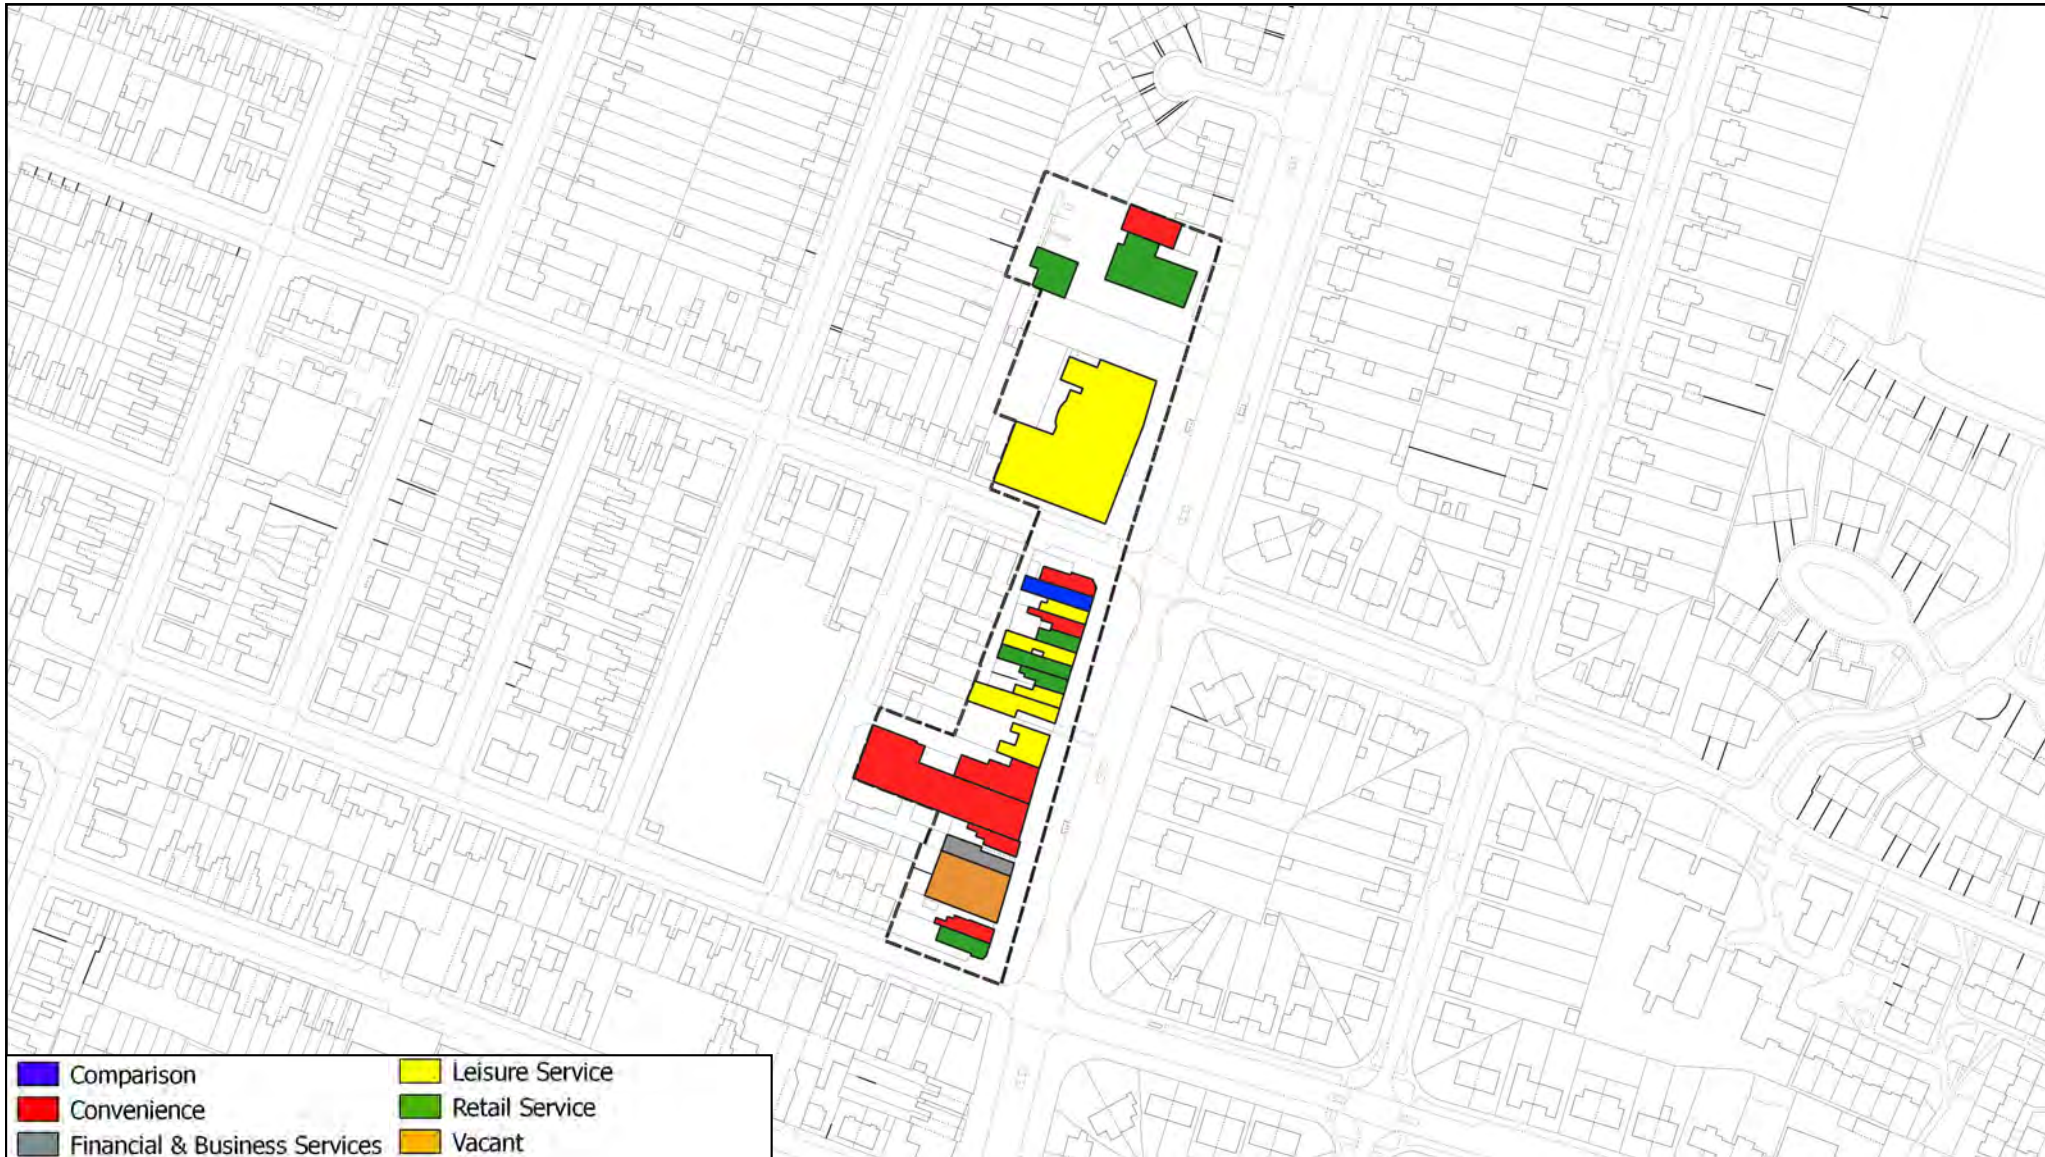 Comparison
Convenience
Financial & Business Services
Leisure Service
Retail Service
Vacant